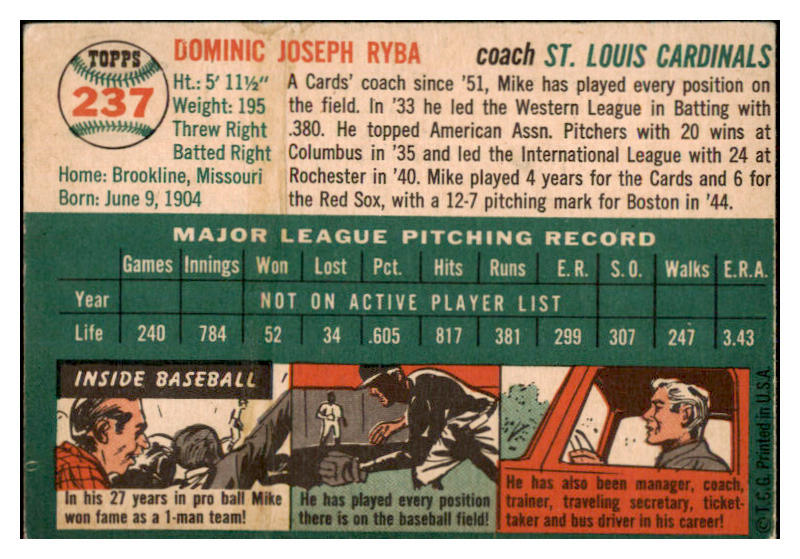 TOPPS
237
DOMINIC JOSEPH RYBA
coach ST. LOUIS CARDINALS
Ht.: 5' 11½"
Weight: 195
Threw Right
Batted Right
Home: Brookline, Missouri
Born: June 9, 1904
A Cards' coach since '51, Mike has played every position on
the field. In '33 he led the Western League in Batting with
.380. He topped American Assn. Pitchers with 20 wins at
Columbus in '35 and led the International League with 24 at
Rochester in '40. Mike played 4 years for the Cards and 6 for
the Red Sox, with a 12-7 pitching mark for Boston in '44.
MAJOR LEAGUE PITCHING RECORD
Games Innings Won Lost Pct. Hits Runs E.R. S.O. Walks E.R.A.
Year NOT ON ACTIVE PLAYER LIST
Life 240 784 52 34 .605 817 381 299 307 247 3.43
INSIDE BASEBALL
In his 27 years in pro ball Mike
won fame as a 1-man team!
He has played every position
there is on the baseball field!
He has also been manager, coach,
trainer, traveling secretary, ticket-
taker and bus driver in his career!
© T.C.G. Printed in U.S.A.